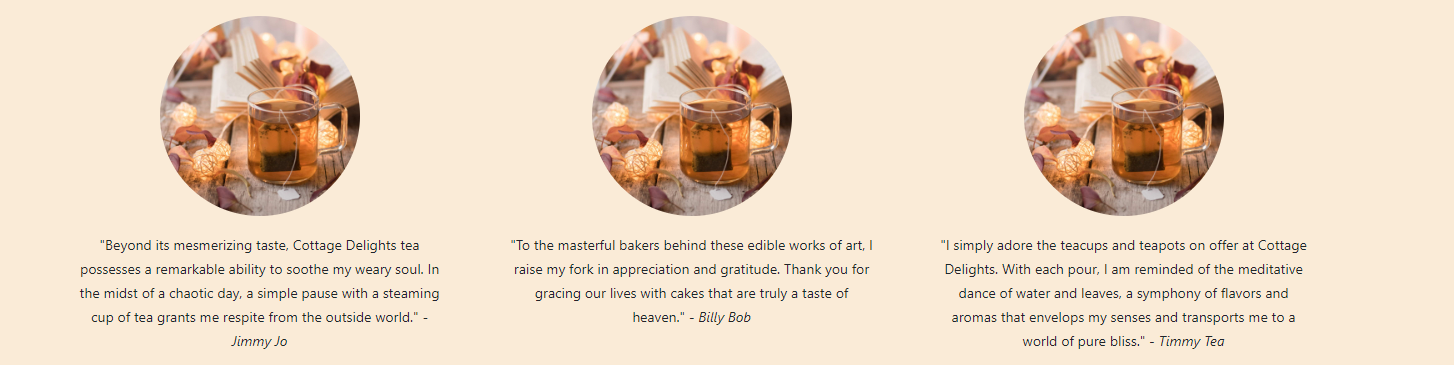 "Beyond its mesmerizing taste, Cottage Delights tea
possesses a remarkable ability to soothe my weary soul. In
the midst of a chaotic day, a simple pause with a steaming
cup of tea grants me respite from the outside world." -
Jimmy Jo
"To the masterful bakers behind these edible works of art, I
raise my fork in appreciation and gratitude. Thank you for
gracing our lives with cakes that are truly a taste of
heaven." - Billy Bob
"I simply adore the teacups and teapots on offer at Cottage
Delights. With each pour, I am reminded of the meditative
dance of water and leaves, a symphony of flavors and
aromas that envelops my senses and transports me to a
world of pure bliss." - Timmy Tea